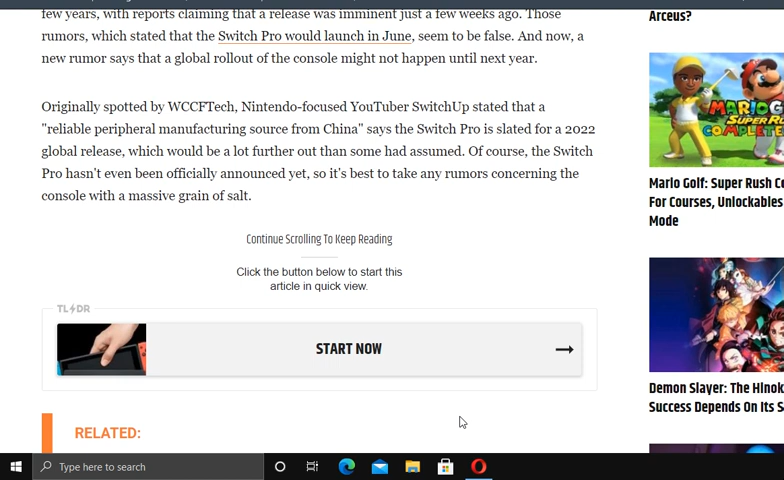 few years, with reports claiming that a release was imminent just a few weeks ago. Those
rumors, which stated that the Switch Pro would launch in June, seem to be false. And now, a
new rumor says that a global rollout of the console might not happen until next year.
Originally spotted by WCCFTech, Nintendo-focused YouTuber SwitchUp stated that a
"reliable peripheral manufacturing source from China" says the Switch Pro is slated for a 2022
global release, which would be a lot further out than some had assumed. Of course, the Switch
Pro hasn't even been officially announced yet, so it's best to take any rumors concerning the
console with a massive grain of salt.
Continue Scrolling To Keep Reading
Click the button below to start this
article in quick view.
TL DR
START NOW
RELATED:
Arceus?
MARIO G
SUPER RU
COMPLETE
Mario Golf: Super Rush Co
For Courses, Unlockables
Mode
Demon Slayer: The Hinok
Success Depends On Its S
Type here to search